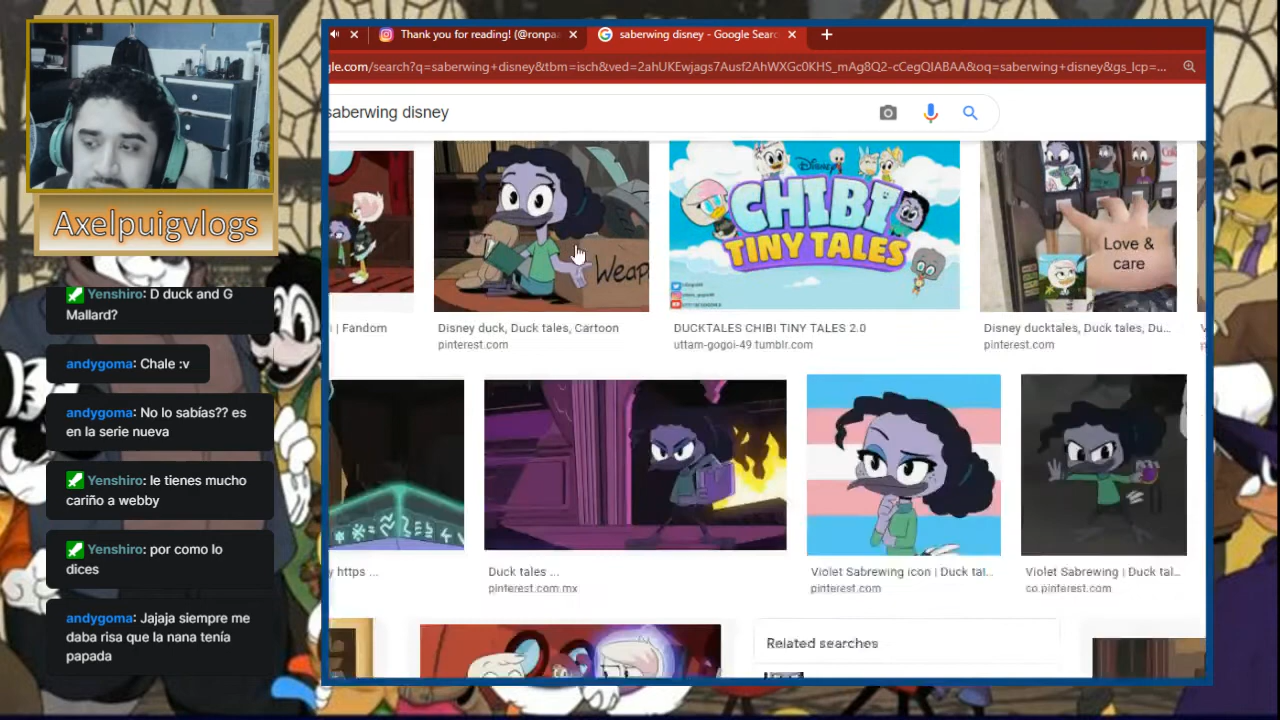 Thank you for reading! (@ronpaa
saberwing disney - Google Searc
gle.com/search?q=saberwing+disney&tbm=isch&ved=2ahUKEwjags7Ausf2AhWXGc0KHS_mAg8Q2-cCegQIABAA&oq=saberwing+disney&gs_lcp=...
saberwing disney
Axelpuigvlogs
Yenshiro: D duck and G
Mallard?
andygoma: Chale :v
andygoma: No lo sabías?? es
en la serie nueva
Yenshiro: le tienes mucho
cariño a webby
Yenshiro: por como lo
dices
andygoma: Jajaja siempre me
daba risa que la nana tenía
papada
Weap
Disney
CHIBI
TINY TALES
Love &
care
i | Fandom
Disney duck, Duck tales, Cartoon
pinterest.com
DUCKTALES CHIBI TINY TALES 2.0
uttam-gogoi-49.tumblr.com
Disney ducktales, Duck tales, Du...
pinterest.com
y https ...
Duck tales ...
pinterest.com.mx
Violet Sabrewing icon | Duck tal...
pinterest.com
Violet Sabrewing | Duck tal...
co.pinterest.com
Related searches